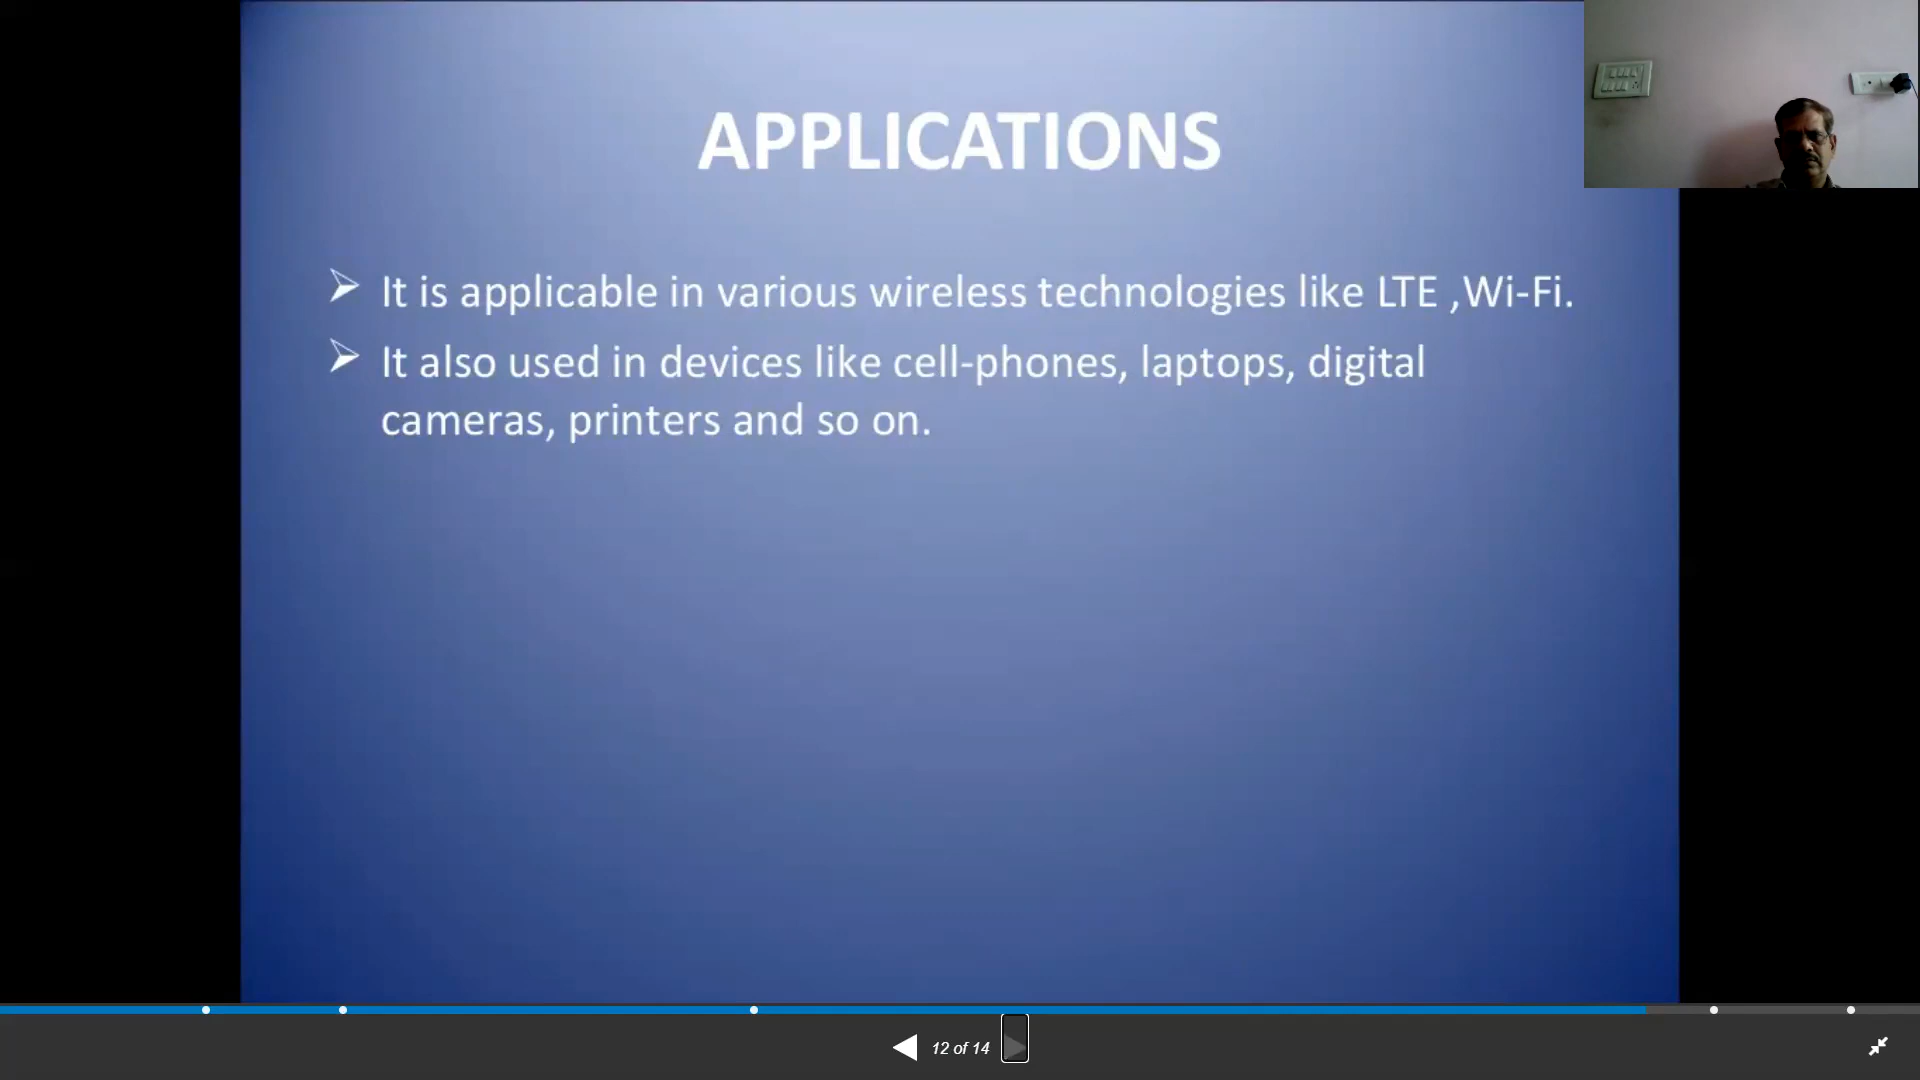 APPLICATIONS
It is applicable in various wireless technologies like LTE ,Wi-Fi.
It also used in devices like cell-phones, laptops, digital
cameras, printers and so on.
12 of 14